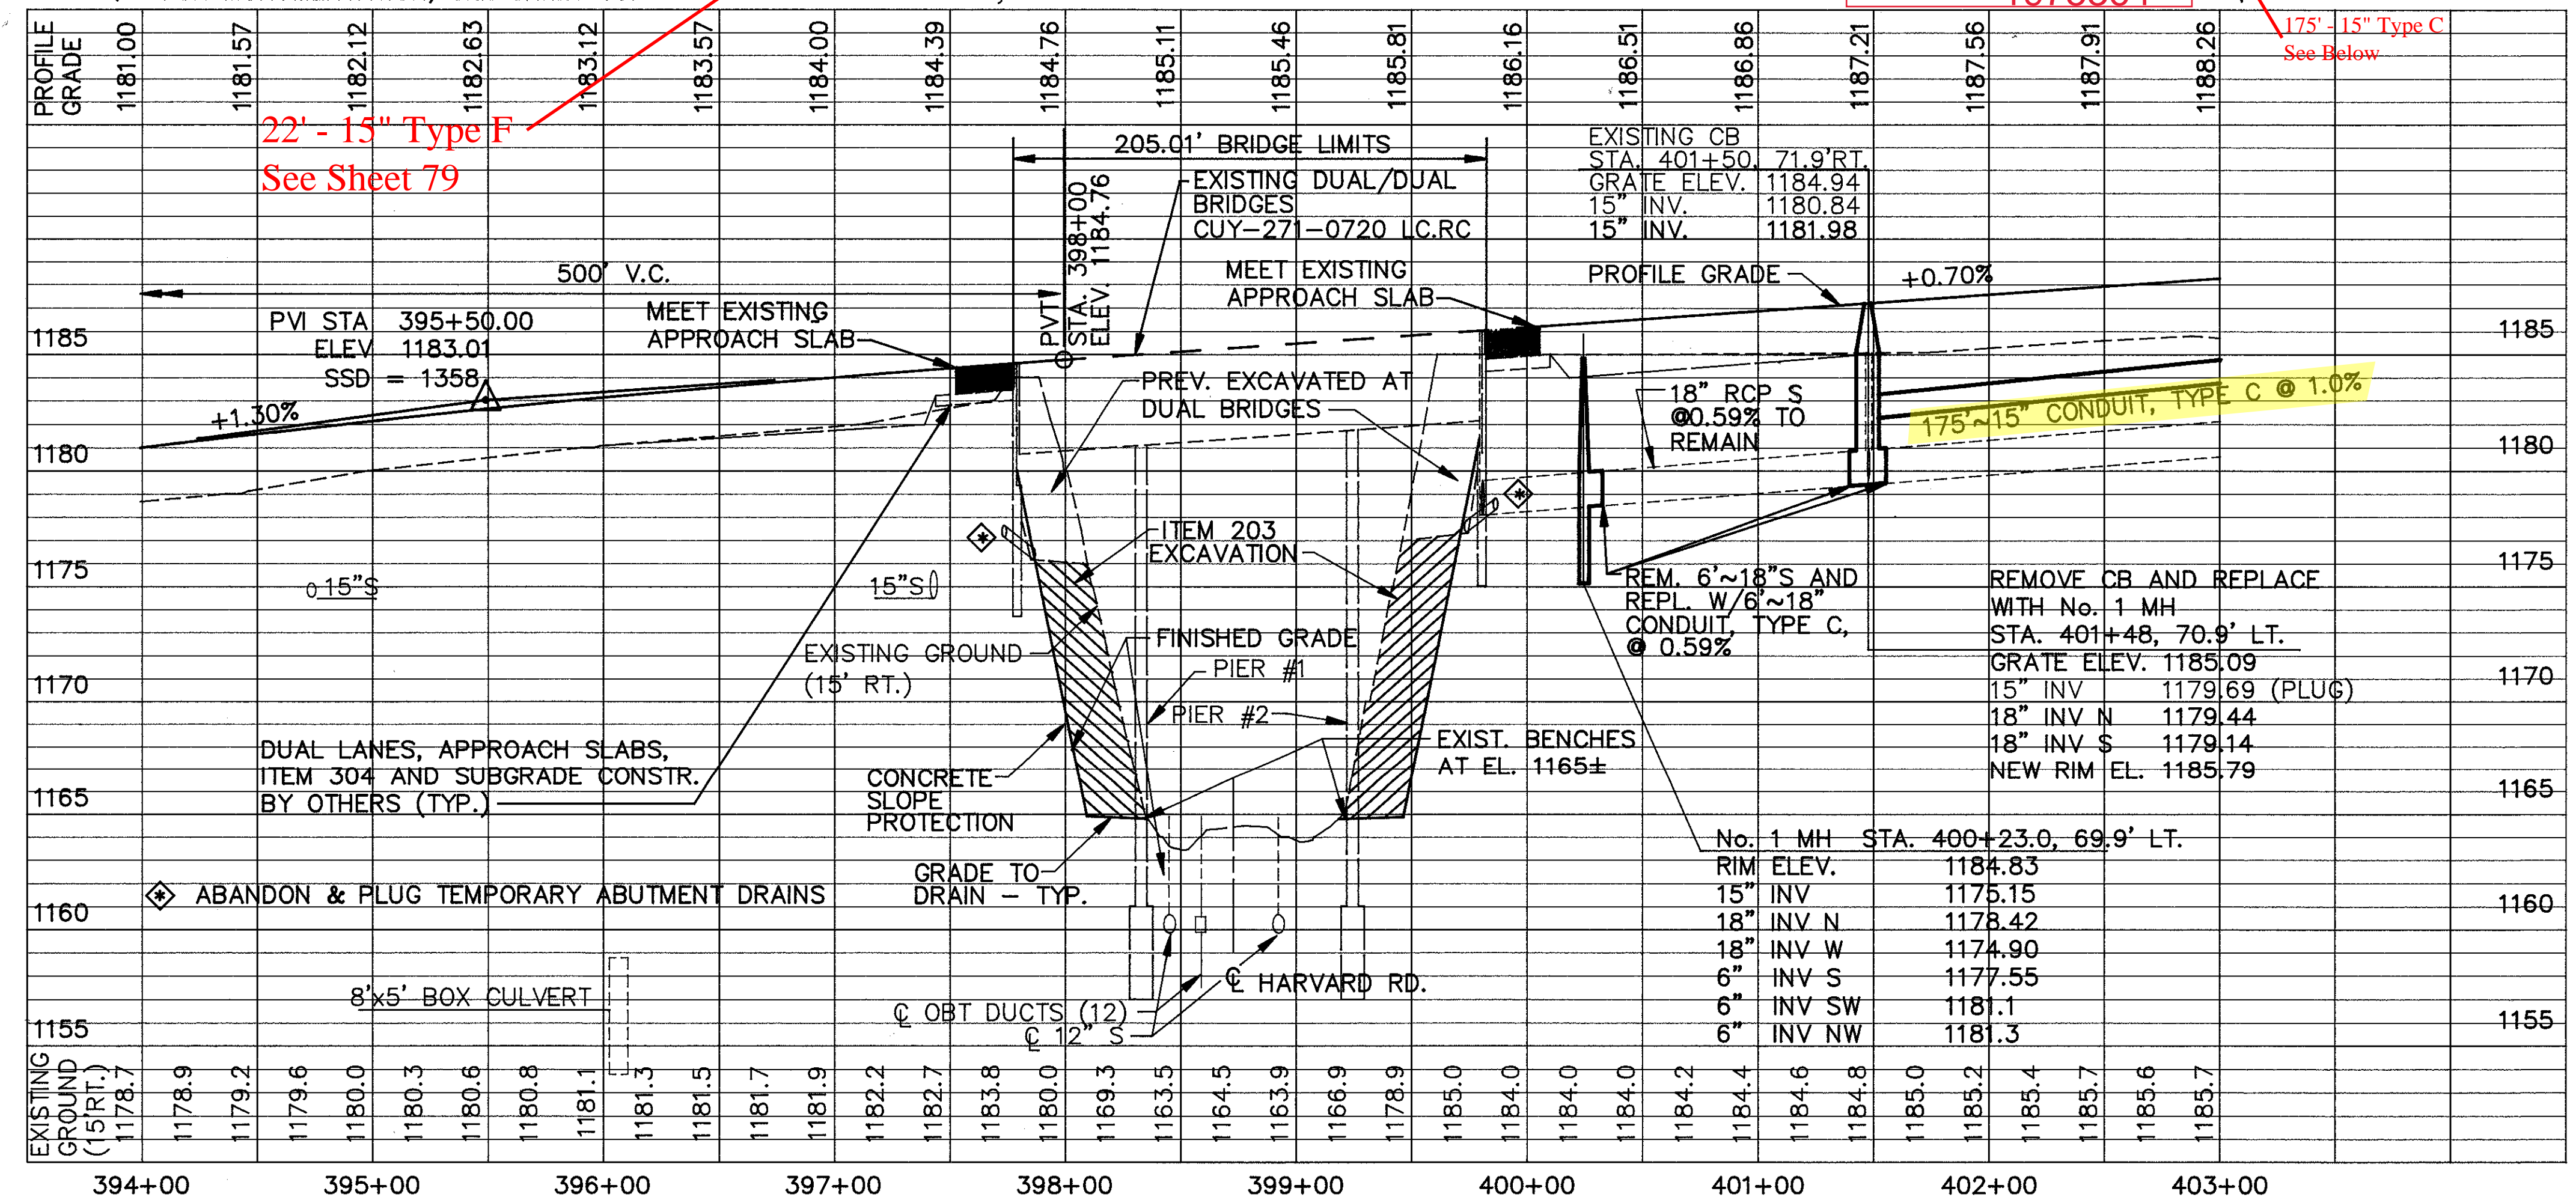 175' - 15" Type C
See Below
PROFILE
GRADE
1181.00
1181.57
1182.12
1182.63
1183.12
1183.57
1184.00
1184.39
1184.76
1185.11
1185.46
1185.81
1186.16
1186.51
1186.86
1187.21
1187.56
1187.91
1188.26
22' - 15" Type F
See Sheet 79
205.01' BRIDGE LIMITS
EXISTING DUAL/DUAL
BRIDGES
CUY-271-0720 LC.RC
EXISTING CB
STA. 401+50, 71.9'RT.
GRATE ELEV. 1184.94
15" INV. 1180.84
15" INV. 1181.98
500' V.C.
PVT
STA. 398+00
ELEV. 1184.76
MEET EXISTING
APPROACH SLAB
PROFILE GRADE
+0.70%
PVI STA 395+50.00
ELEV 1183.01
SSD = 1358
MEET EXISTING
APPROACH SLAB
1185
1185
+1.30%
PREV. EXCAVATED AT
DUAL BRIDGES
18" RCP S
@0.59% TO
REMAIN
175'~15" CONDUIT, TYPE C @ 1.0%
1180
1180
ITEM 203
EXCAVATION
1175
1175
15"S
15"S
REM. 6'~18"S AND
REPL. W/6'~18"
CONDUIT, TYPE C,
@ 0.59%
REMOVE CB AND REPLACE
WITH No. 1 MH
STA. 401+48, 70.9' LT.
GRATE ELEV. 1185.09
15" INV 1179.69 (PLUG)
18" INV N 1179.44
18" INV S 1179.14
NEW RIM EL. 1185.79
EXISTING GROUND
(15' RT.)
FINISHED GRADE
PIER #1
PIER #2
1170
1170
DUAL LANES, APPROACH SLABS,
ITEM 304 AND SUBGRADE CONSTR.
BY OTHERS (TYP.)
CONCRETE
SLOPE
PROTECTION
EXIST. BENCHES
AT EL. 1165±
1165
1165
GRADE TO
DRAIN - TYP.
* ABANDON & PLUG TEMPORARY ABUTMENT DRAINS
No. 1 MH STA. 400+23.0, 69.9' LT.
RIM ELEV. 1184.83
15" INV 1175.15
18" INV N 1178.42
18" INV W 1174.90
6" INV S 1177.55
6" INV SW 1181.1
6" INV NW 1181.3
1160
1160
8'x5' BOX CULVERT
℄ HARVARD RD.
℄ OBT DUCTS (12)
℄ 12" S
1155
1155
EXISTING
GROUND
(15'RT.)
1178.7
1178.9
1179.2
1179.6
1180.0
1180.3
1180.6
1180.8
1181.1
1181.3
1181.5
1181.7
1181.9
1182.2
1182.7
1183.8
1180.0
1169.3
1163.5
1164.5
1163.9
1166.9
1178.9
1185.0
1184.0
1184.0
1184.0
1184.2
1184.4
1184.6
1184.8
1185.0
1185.2
1185.4
1185.7
1185.6
1185.7
394+00
395+00
396+00
397+00
398+00
399+00
400+00
401+00
402+00
403+00